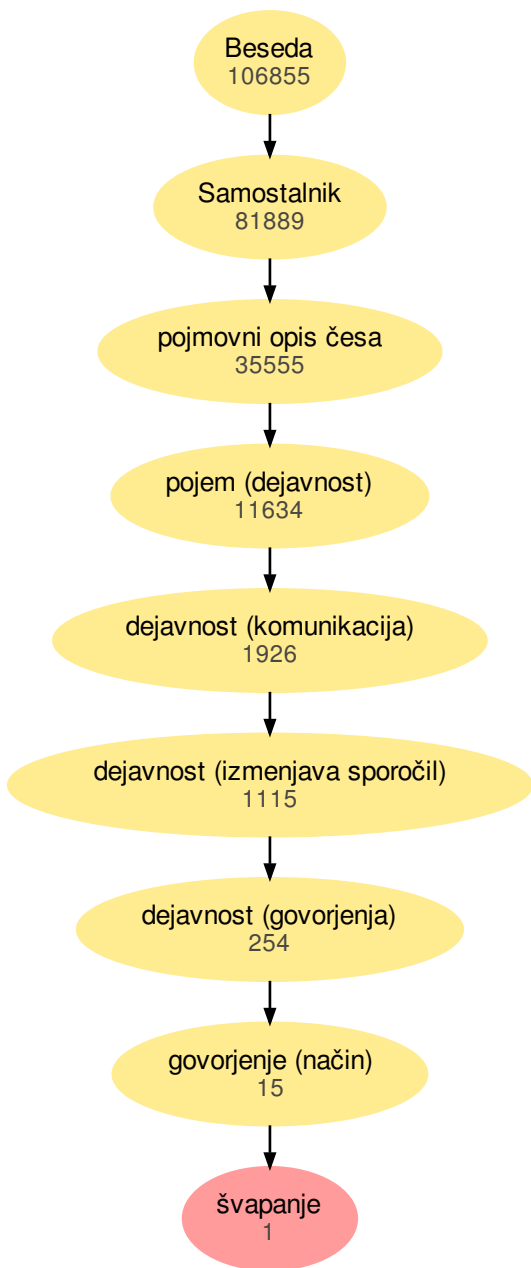 Beseda
106855
Samostalnik
81889
pojmovni opis česa
35555
pojem (dejavnost)
11634
dejavnost (komunikacija)
1926
dejavnost (izmenjava sporočil)
1115
dejavnost (govorjenja)
254
govorjenje (način)
15
švapanje
1